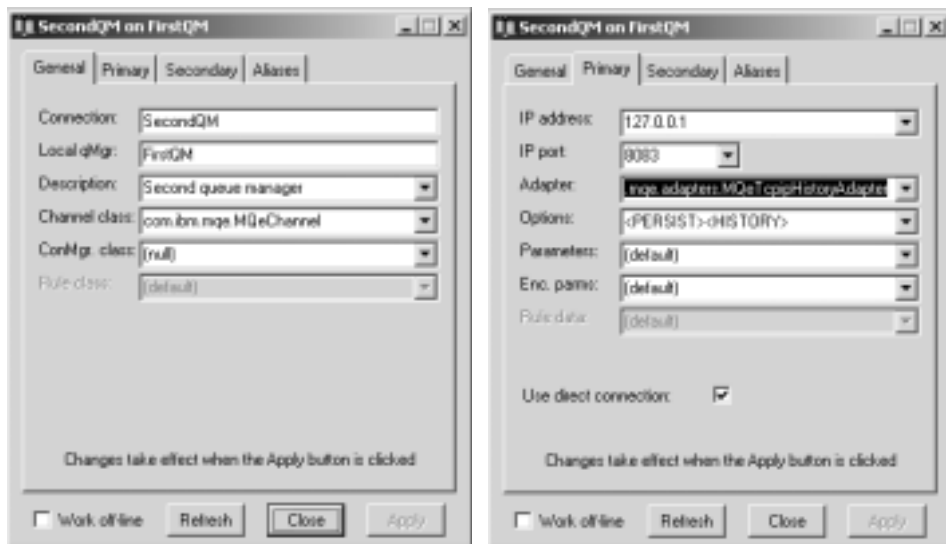 SecondQM on FirstQM
General Primary Secondary Aliases
Connection: SecondQM
Local qMgr: FirstQM
Description: Second queue manager
Channel class: com.ibm.mqe.MQeChannel
ConMgr. class: (null)
Rule class: (default)
Changes take effect when the Apply button is clicked
Work off-line Refresh Close Apply
SecondQM on FirstQM
General Primary Secondary Aliases
IP address: 127.0.0.1
IP port: 8083
Adapter: .mqe.adapters.MQeTcpipHistoryAdapter
Options: <PERSIST><HISTORY>
Parameters: (default)
Enc. parms: (default)
Rule data: (default)
Use direct connection:
Changes take effect when the Apply button is clicked
Work off-line Refresh Close Apply